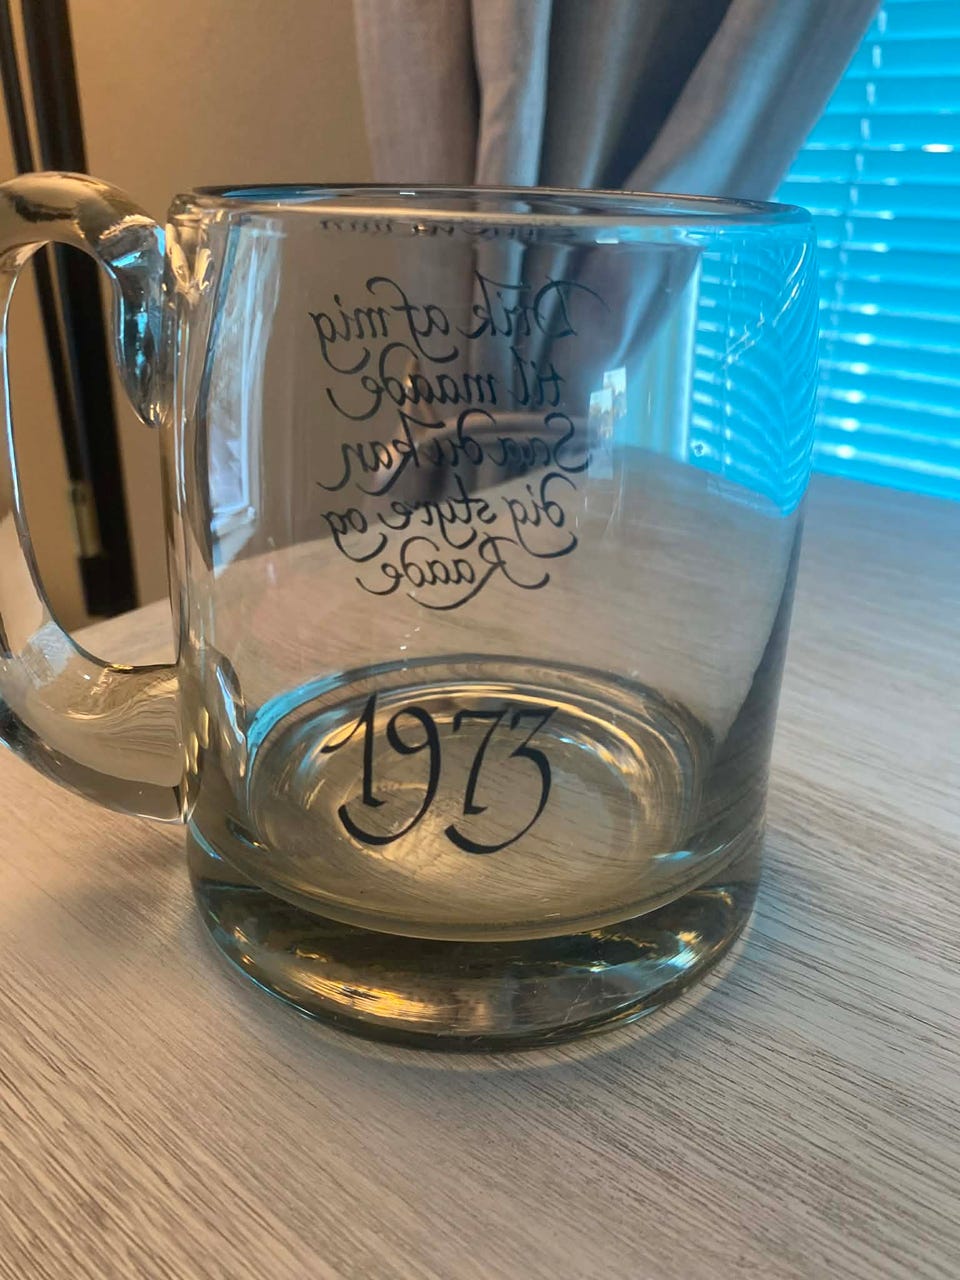 Drik af mig
til maade
Saa du kan
dig styre og
Raade
1973